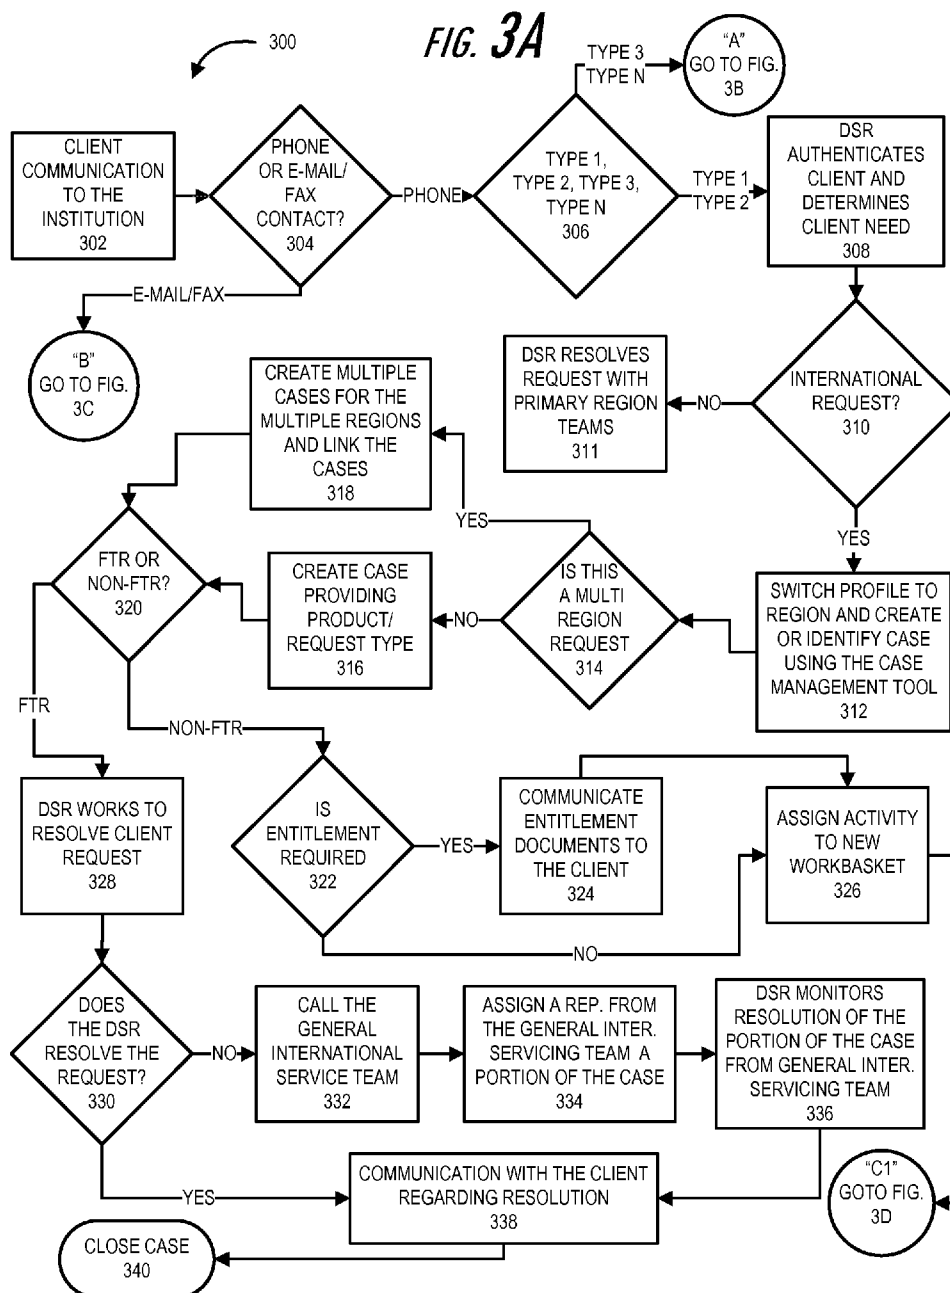 300
FIG. 3A
TYPE 3
TYPE N
"A"
GO TO FIG.
3B
CLIENT
COMMUNICATION
TO THE
INSTITUTION
302
PHONE
OR E-MAIL/
FAX
CONTACT?
304
PHONE
TYPE 1,
TYPE 2, TYPE 3,
TYPE N
306
TYPE 1
TYPE 2
DSR
AUTHENTICATES
CLIENT AND
DETERMINES
CLIENT NEED
308
E-MAIL/FAX
"B"
GO TO FIG.
3C
CREATE MULTIPLE
CASES FOR THE
MULTIPLE REGIONS
AND LINK THE
CASES
318
DSR RESOLVES
REQUEST WITH
PRIMARY REGION
TEAMS
311
NO
INTERNATIONAL
REQUEST?
310
YES
YES
FTR OR
NON-FTR?
320
CREATE CASE
PROVIDING
PRODUCT/
REQUEST TYPE
316
NO
IS THIS
A MULTI
REGION
REQUEST
314
SWITCH PROFILE TO
REGION AND CREATE
OR IDENTIFY CASE
USING THE CASE
MANAGEMENT TOOL
312
FTR
NON-FTR
DSR WORKS TO
RESOLVE CLIENT
REQUEST
328
IS
ENTITLEMENT
REQUIRED
322
YES
COMMUNICATE
ENTITLEMENT
DOCUMENTS TO
THE CLIENT
324
ASSIGN ACTIVITY
TO NEW
WORKBASKET
326
NO
DOES
THE DSR
RESOLVE THE
REQUEST?
330
NO
CALL THE
GENERAL
INTERNATIONAL
SERVICE TEAM
332
ASSIGN A REP. FROM
THE GENERAL INTER.
SERVICING TEAM A
PORTION OF THE CASE
334
DSR MONITORS
RESOLUTION OF THE
PORTION OF THE CASE
FROM GENERAL INTER.
SERVICING TEAM
336
YES
COMMUNICATION WITH THE CLIENT
REGARDING RESOLUTION
338
"C1"
GOTO FIG.
3D
CLOSE CASE
340